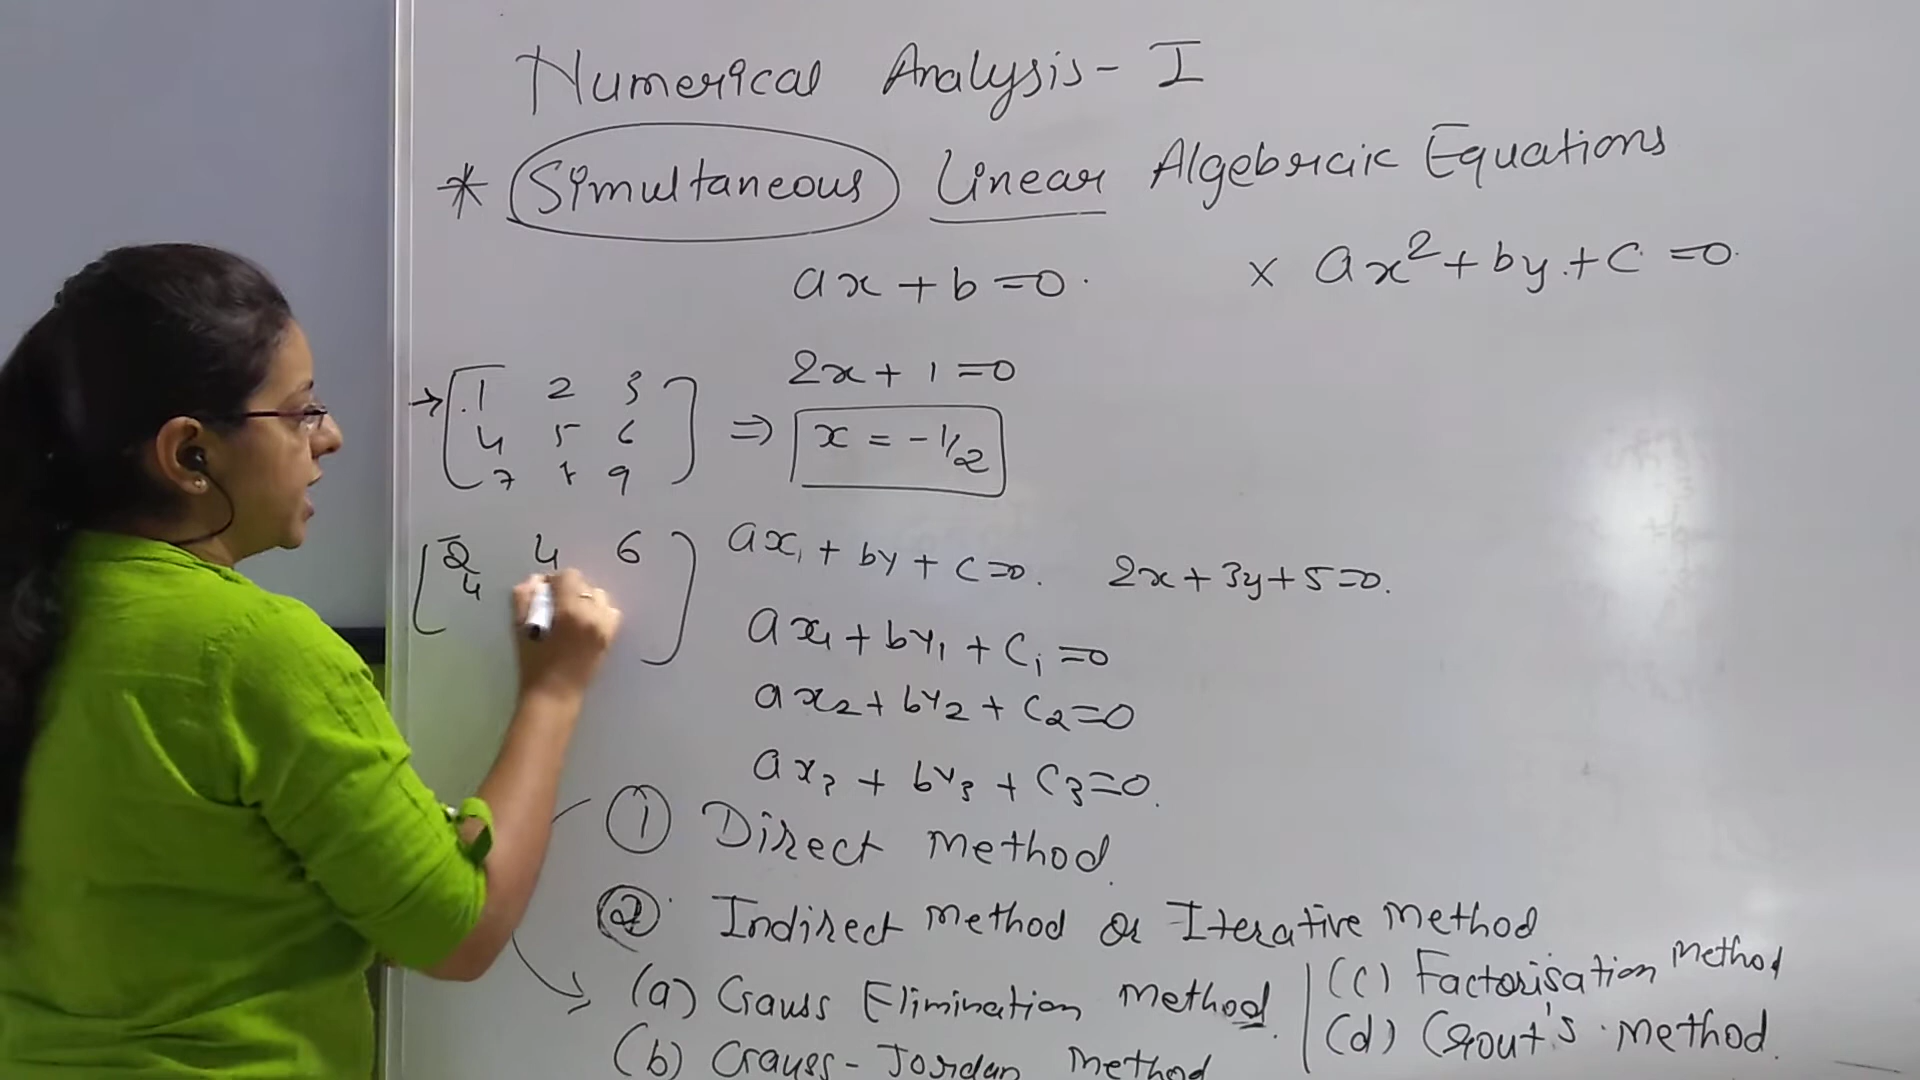 Numerical Analysis - I
* Simultaneous Linear Algebraic Equations
ax + b = 0.
x ax² + by + c = 0.
→ [1 2 3
4 5 6
7 9]
2x + 1 = 0
⇒ x = -1/2
[2 4 6
4 ]
ax₁ + by + c = 0.
2x + 3y + 5 = 0.
ax₁ + by₁ + c₁ = 0
ax₂ + by₂ + c₂ = 0
ax₃ + by₃ + c₃ = 0.
① Direct Method.
② Indirect Method or Iterative Method
(a) Gauss Elimination Method.
(b) Gauss - Jordan Method
(c) Factorisation Method
(d) Crout's Method.